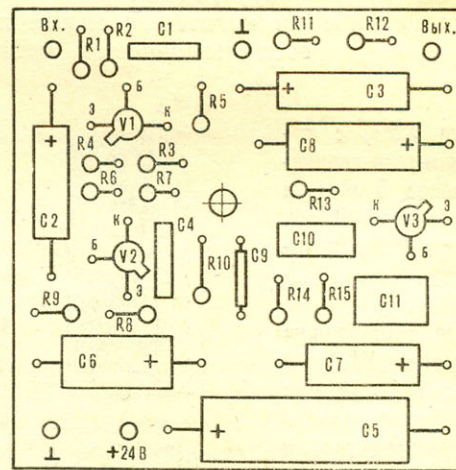 Вх.
R1
R2
C1
⊥
R11
R12
Вых.
Б
З
К
V1
R5
+
C3
C8
+
+
C2
R4
R3
R6
R7
R13
К
З
V3
Б
К
Б
V2
З
C4
R10
C9
C10
R14
R15
C11
R9
R8
C6
+
C7
+
+
C5
⊥
+24В